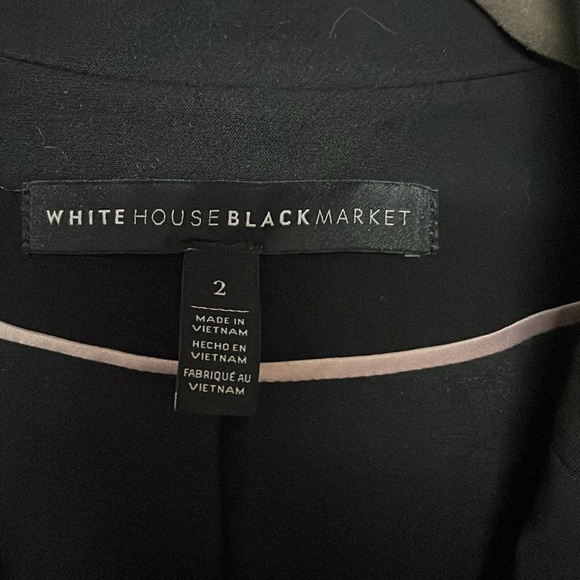 WHITE HOUSE BLACK MARKET
2
MADE IN
VIETNAM
HECHO EN
VIETNAM
FABRIQUÉ AU
VIETNAM